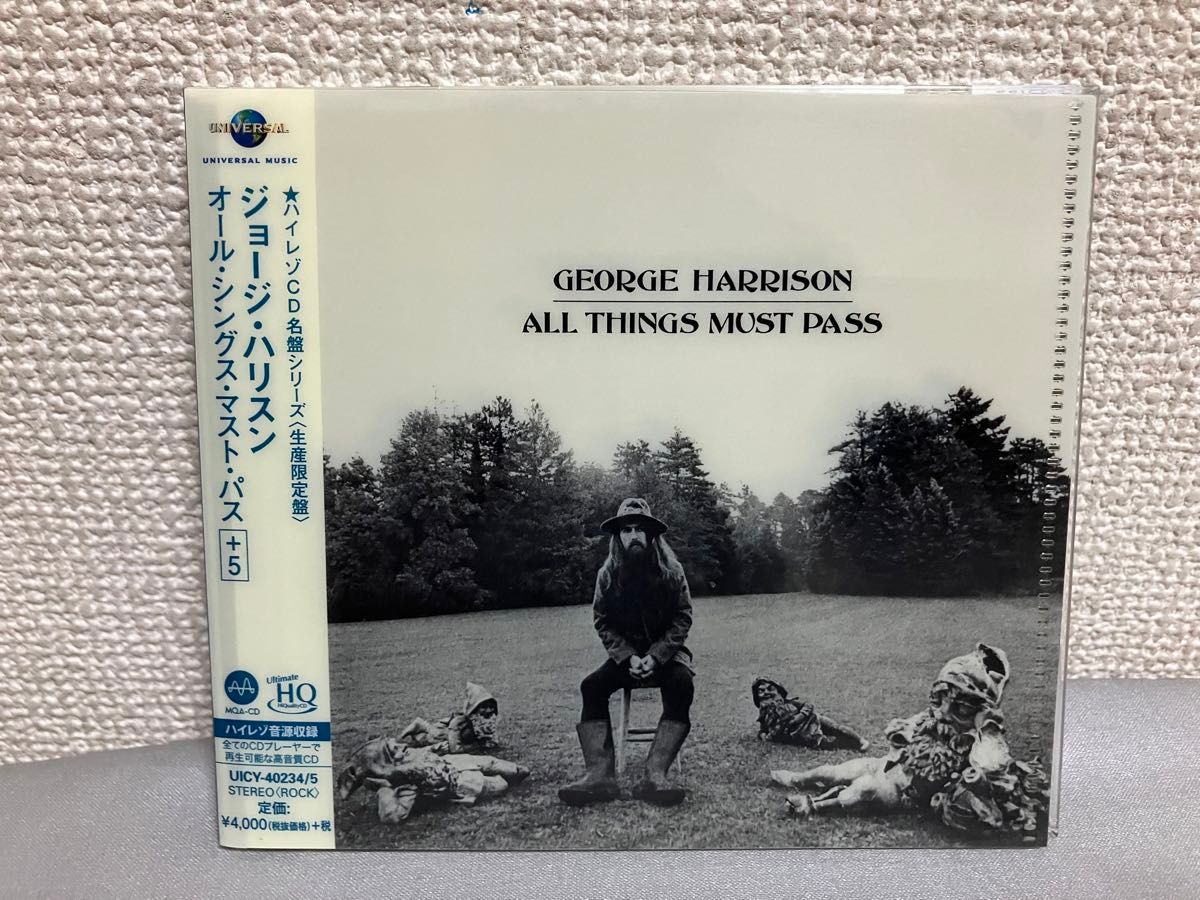 UNIVERSAL
UNIVERSAL MUSIC
★ハイレゾCD名盤シリーズ〈生産限定盤〉
ジョージ・ハリスン
オール・シングス・マスト・パス +5
MQA-CD
Ultimate
HQ
HiQualityCD
ハイレゾ音源収録
全てのCDプレーヤーで
再生可能な高音質CD
UICY-40234/5
STEREO〈ROCK〉
定価:
¥4,000(税抜価格)+税
GEORGE HARRISON
ALL THINGS MUST PASS